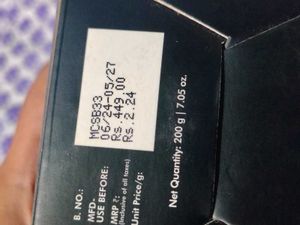 B. NO.: MCSB33
MFD- 06/24-05/27
USE BEFORE:
MRP ₹: Rs.449.00
(Inclusive of all taxes)
Unit Price/g: Rs.2.24
Net Quantity: 200 g | 7.05 oz.